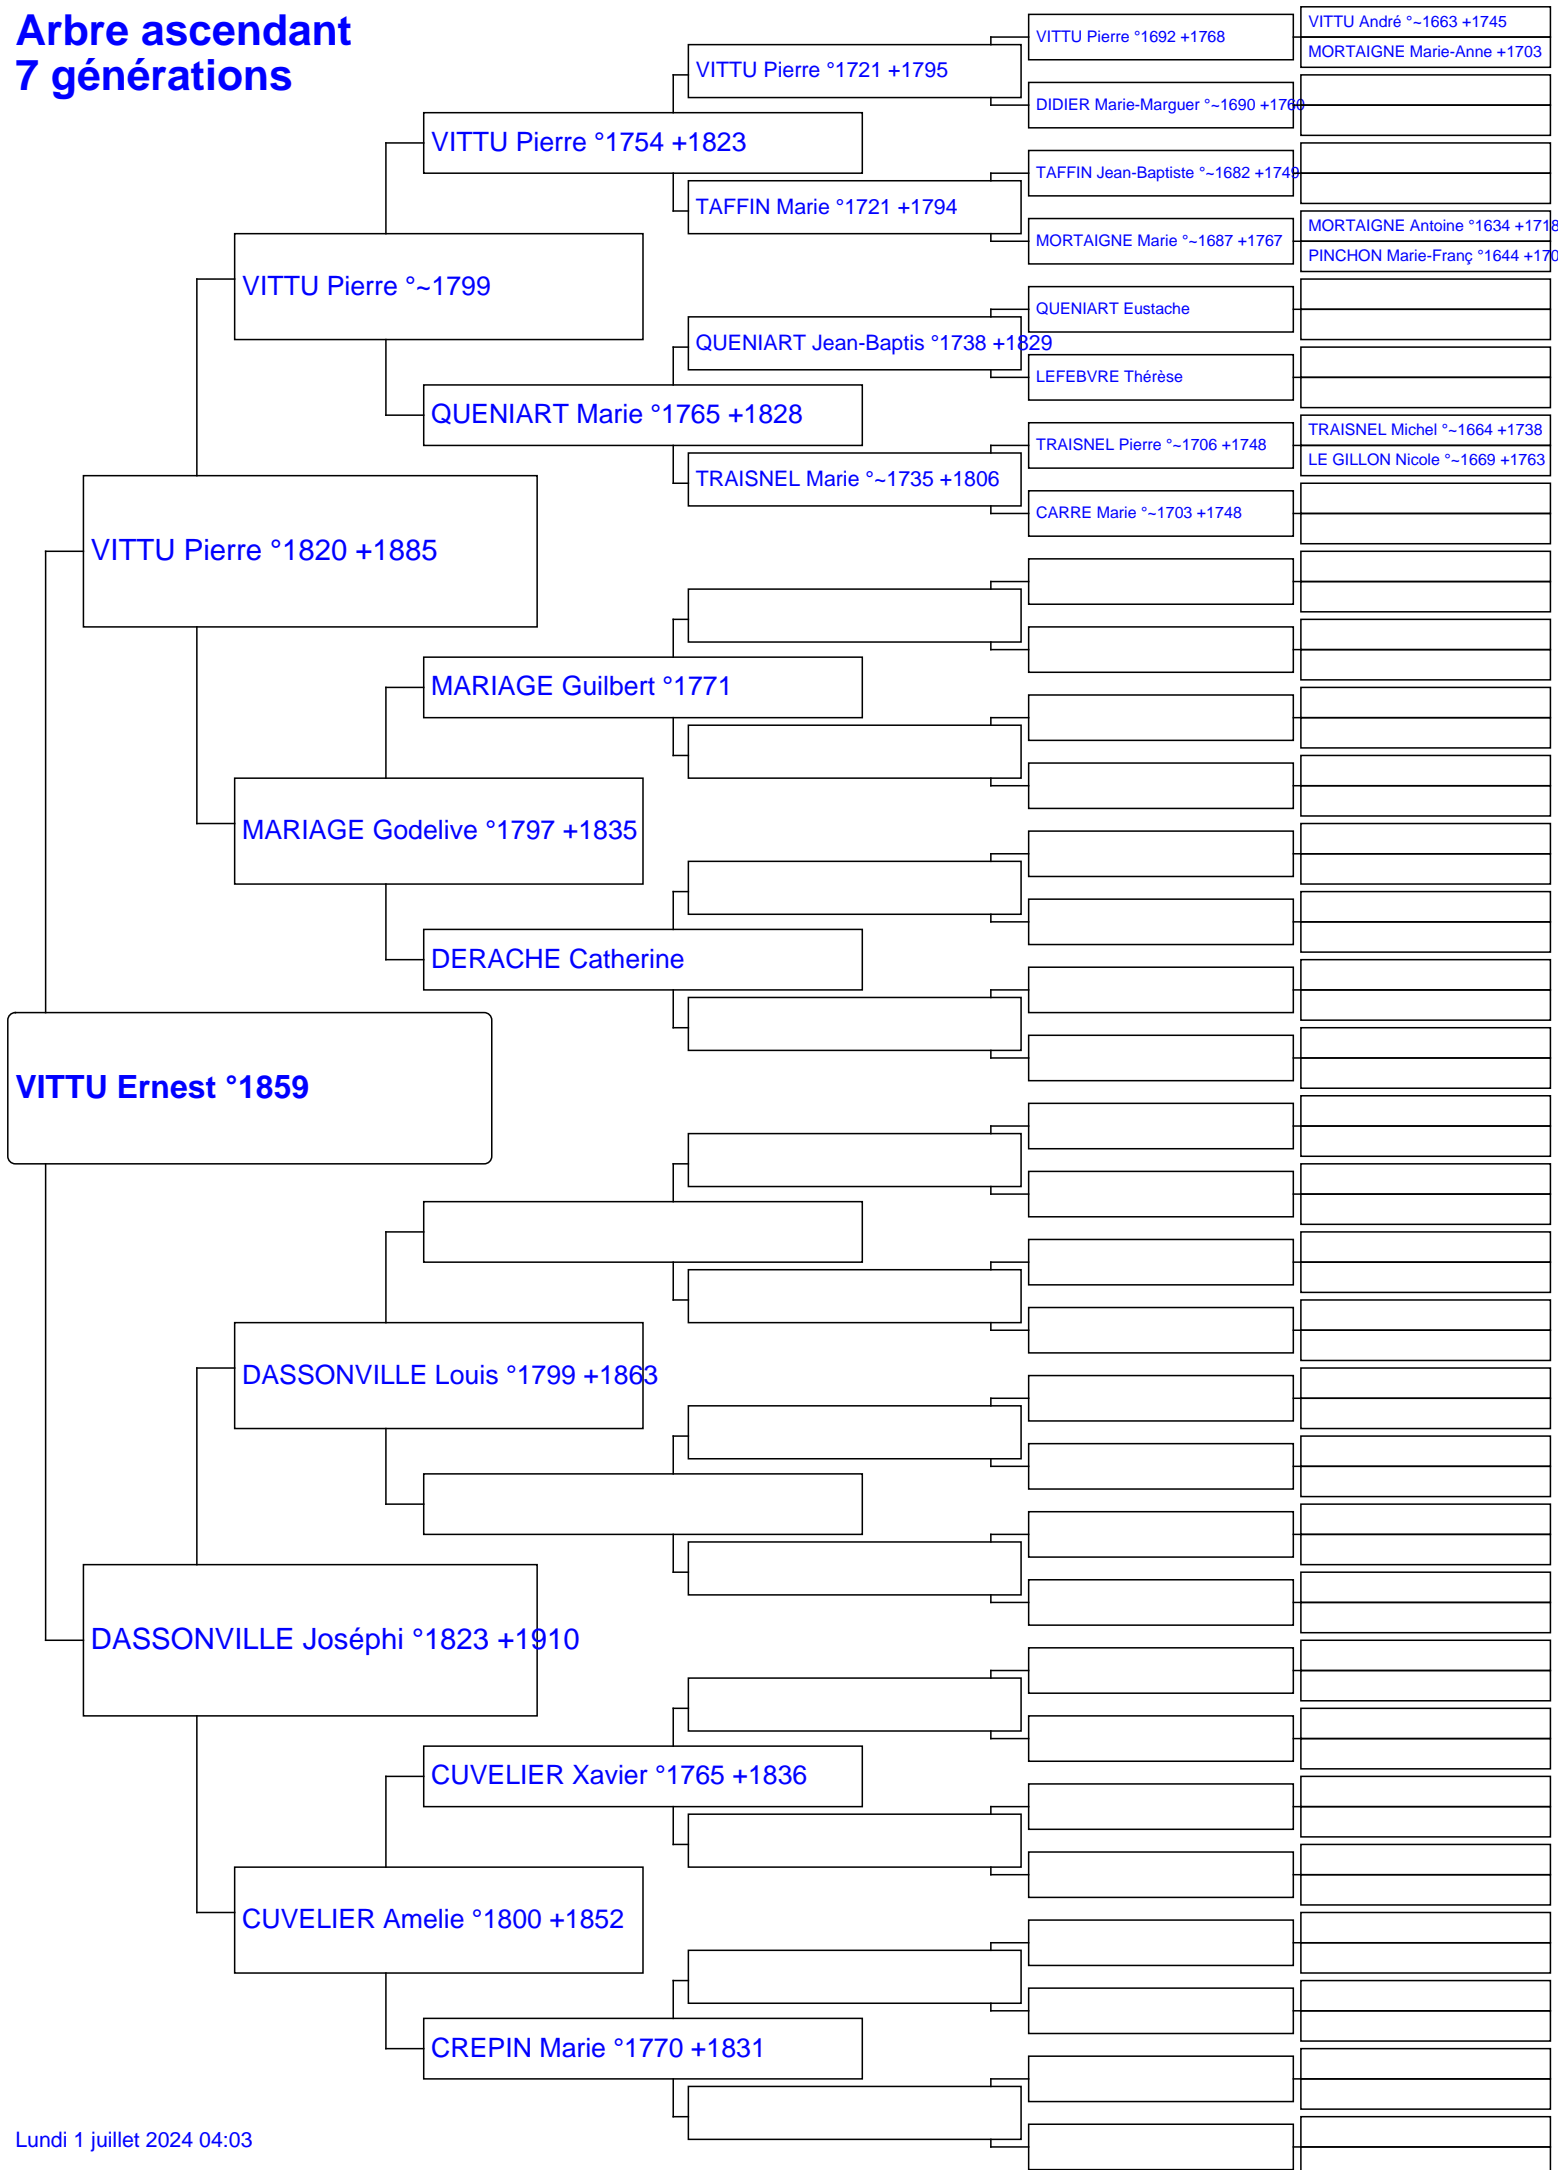 Arbre ascendant
7 générations
VITTU Ernest °1859
VITTU Pierre °1820 +1885
DASSONVILLE Joséphi °1823 +1910
VITTU Pierre °~1799
MARIAGE Godelive °1797 +1835
DASSONVILLE Louis °1799 +1863
CUVELIER Amelie °1800 +1852
VITTU Pierre °1754 +1823
QUENIART Marie °1765 +1828
MARIAGE Guilbert °1771
DERACHE Catherine
CUVELIER Xavier °1765 +1836
CREPIN Marie °1770 +1831
VITTU Pierre °1721 +1795
TAFFIN Marie °1721 +1794
QUENIART Jean-Baptis °1738 +1829
TRAISNEL Marie °~1735 +1806
VITTU Pierre °1692 +1768
DIDIER Marie-Marguer °~1690 +1760
TAFFIN Jean-Baptiste °~1682 +1749
MORTAIGNE Marie °~1687 +1767
QUENIART Eustache
LEFEBVRE Thérèse
TRAISNEL Pierre °~1706 +1748
CARRE Marie °~1703 +1748
VITTU André °~1663 +1745
MORTAIGNE Marie-Anne +1703
MORTAIGNE Antoine °1634 +1718
PINCHON Marie-Franç °1644 +170
TRAISNEL Michel °~1664 +1738
LE GILLON Nicole °~1669 +1763
Lundi 1 juillet 2024 04:03